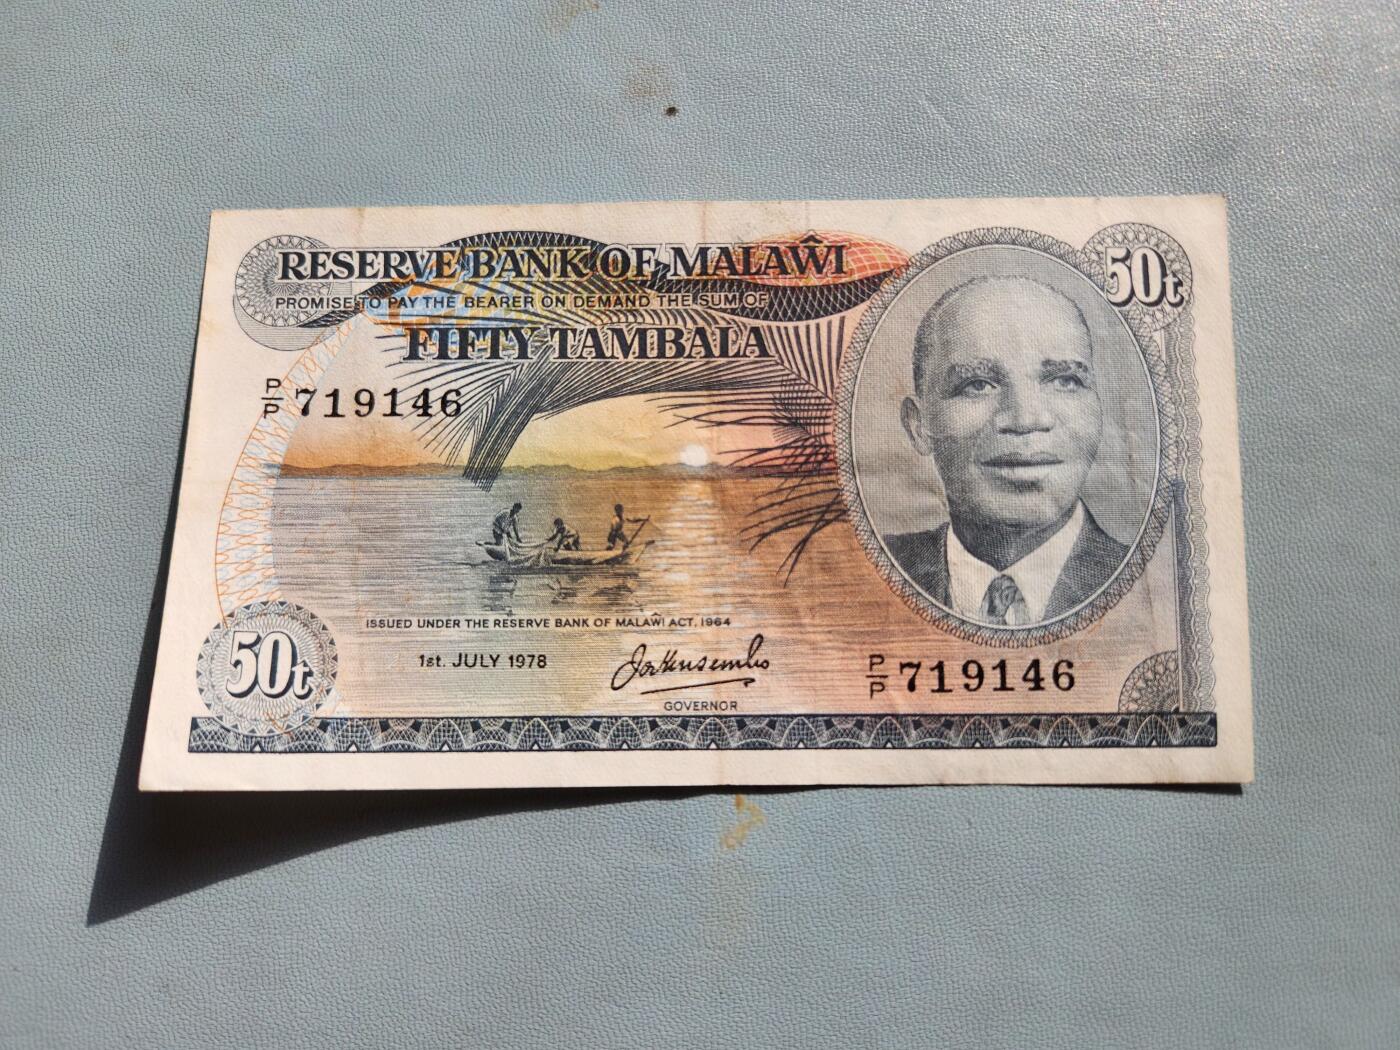 RESERVE BANK OF MALAŴI
50t
PROMISE TO PAY THE BEARER ON DEMAND THE SUM OF
FIFTY TAMBALA
P/P 719146
ISSUED UNDER THE RESERVE BANK OF MALAŴI ACT, 1964
50t
1st. JULY 1978
GOVERNOR
P/P 719146